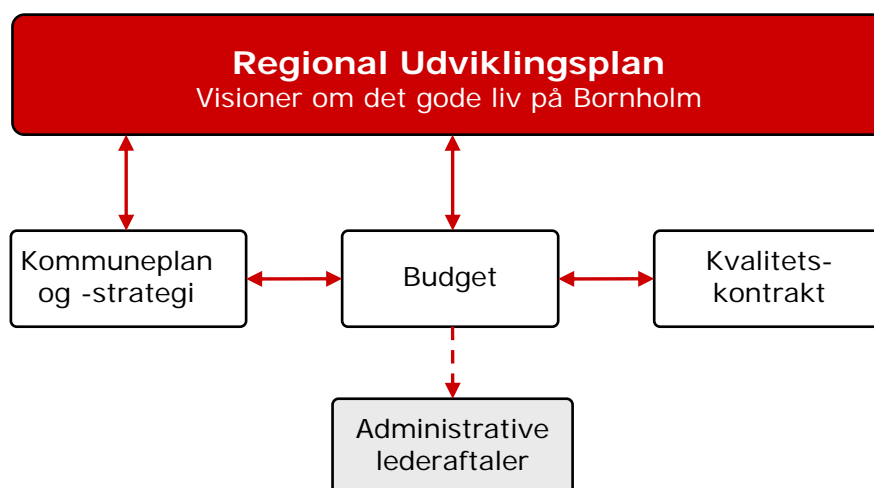 Regional Udviklingsplan
Visioner om det gode liv på Bornholm
Kommuneplan
og -strategi
Budget
Kvalitets-
kontrakt
Administrative
lederaftaler